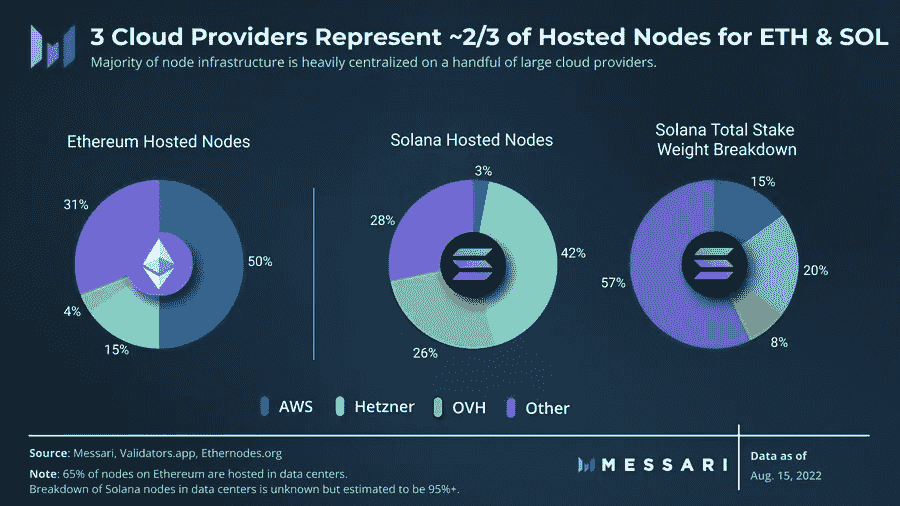 3 Cloud Providers Represent ~2/3 of Hosted Nodes for ETH & SOL
Majority of node infrastructure is heavily centralized on a handful of large cloud providers.
Ethereum Hosted Nodes
31%
50%
4%
15%
Solana Hosted Nodes
3%
28%
42%
26%
Solana Total Stake
Weight Breakdown
15%
20%
57%
8%
AWS
Hetzner
OVH
Other
Source: Messari, Validators.app, Ethernodes.org
Note: 65% of nodes on Ethereum are hosted in data centers.
Breakdown of Solana nodes in data centers is unknown but estimated to be 95%+.
MESSARI
Data as of
Aug. 15, 2022